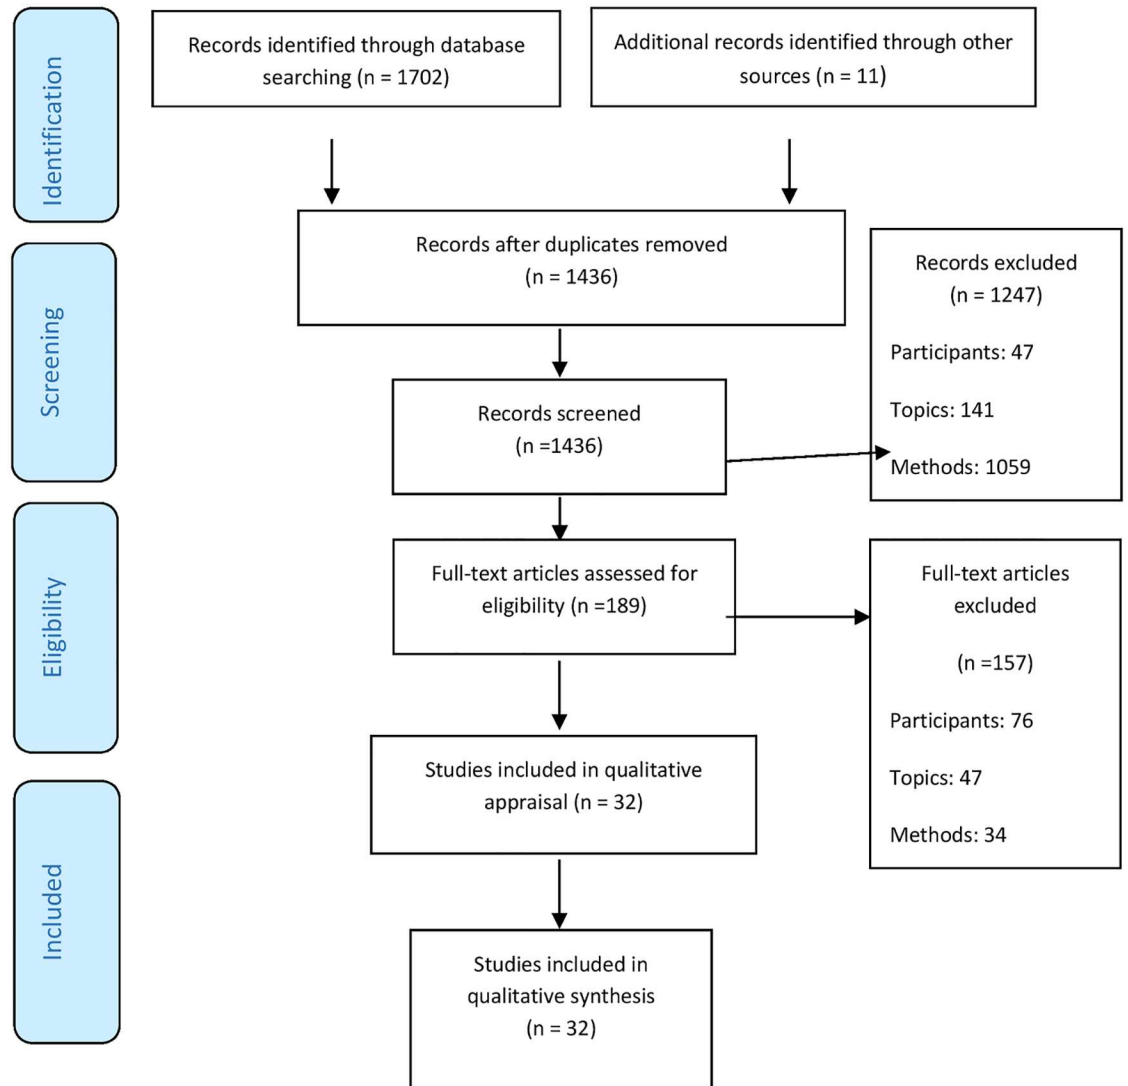 Identification
Records identified through database
searching (n = 1702)
Additional records identified through other
sources (n = 11)
Records after duplicates removed
(n = 1436)
Screening
Records screened
(n =1436)
Records excluded
(n = 1247)
Participants: 47
Topics: 141
Methods: 1059
Eligibility
Full-text articles assessed for
eligibility (n =189)
Full-text articles
excluded
(n =157)
Participants: 76
Topics: 47
Methods: 34
Studies included in qualitative
appraisal (n = 32)
Included
Studies included in
qualitative synthesis
(n = 32)